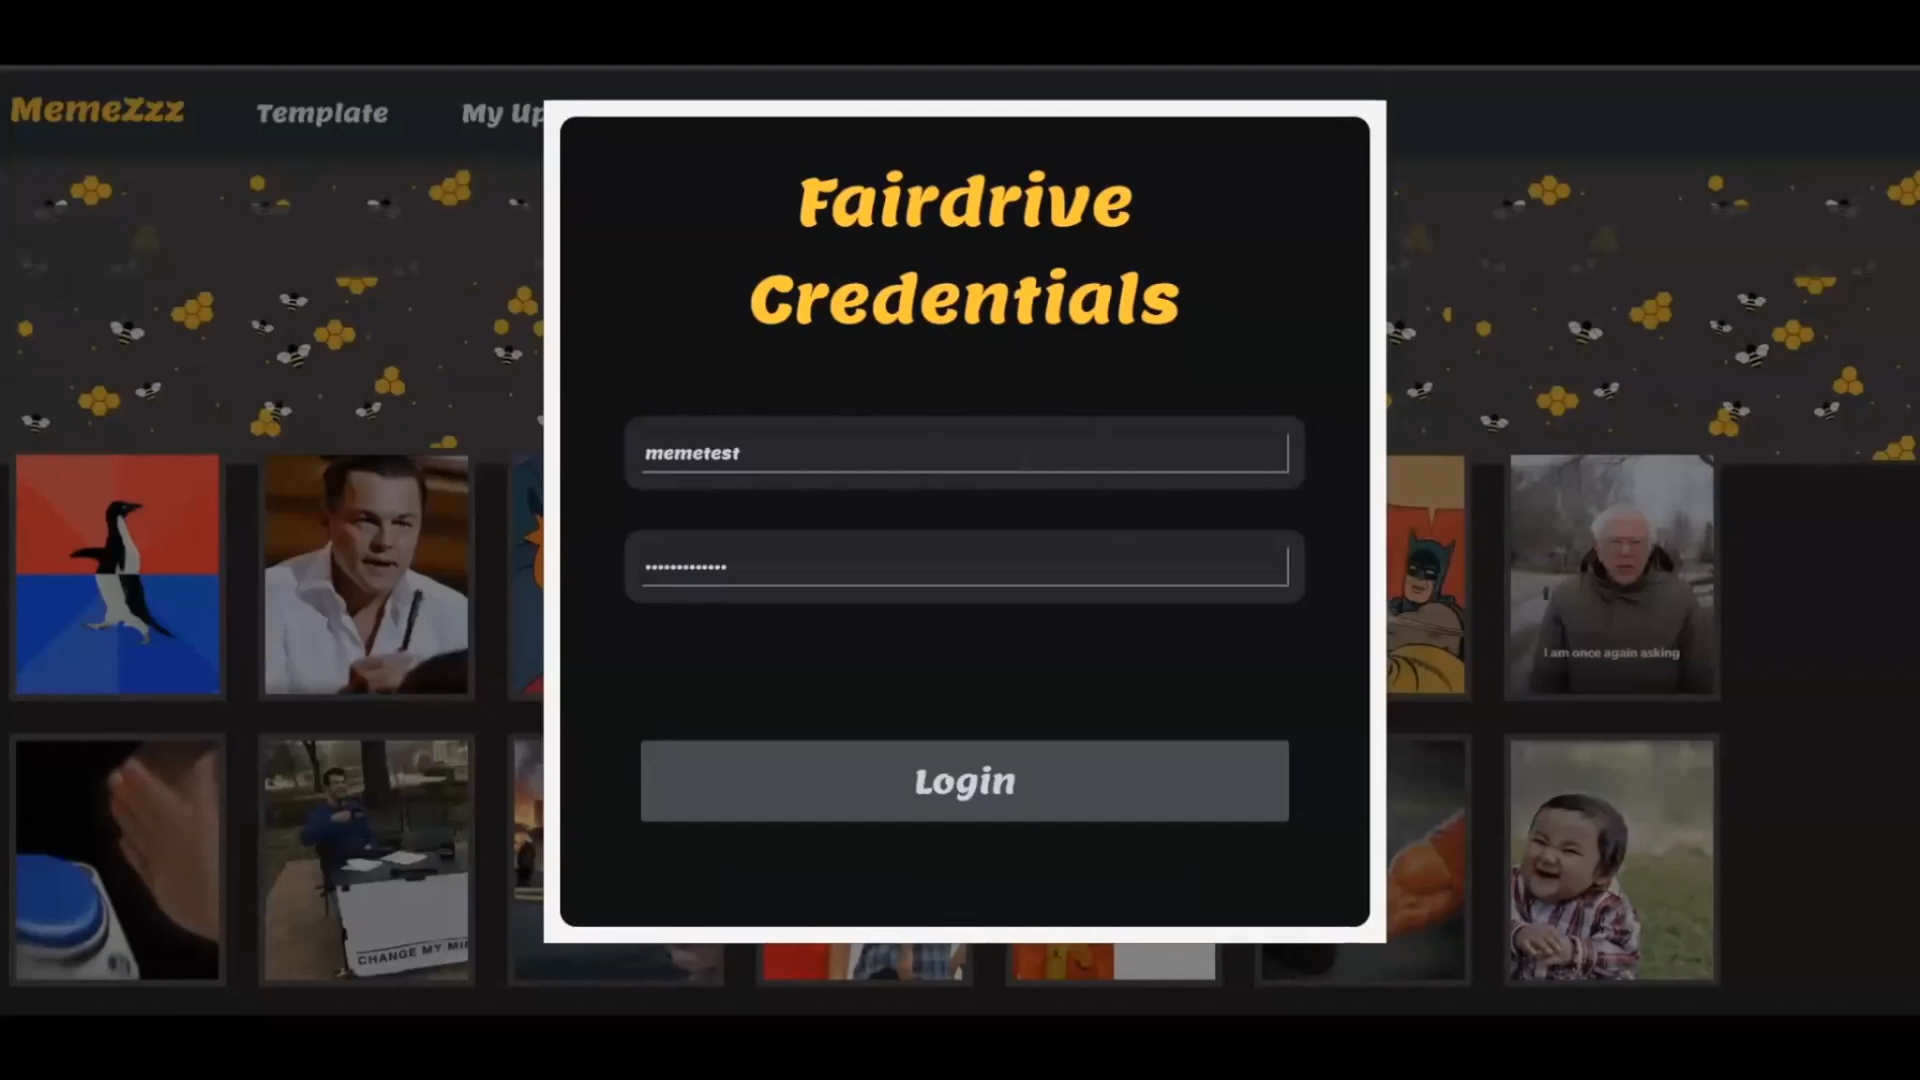 MemeZzz Template My Up
Fairdrive
Credentials
memetest
•••••••••••••
Login
I am once again asking
CHANGE MY MI